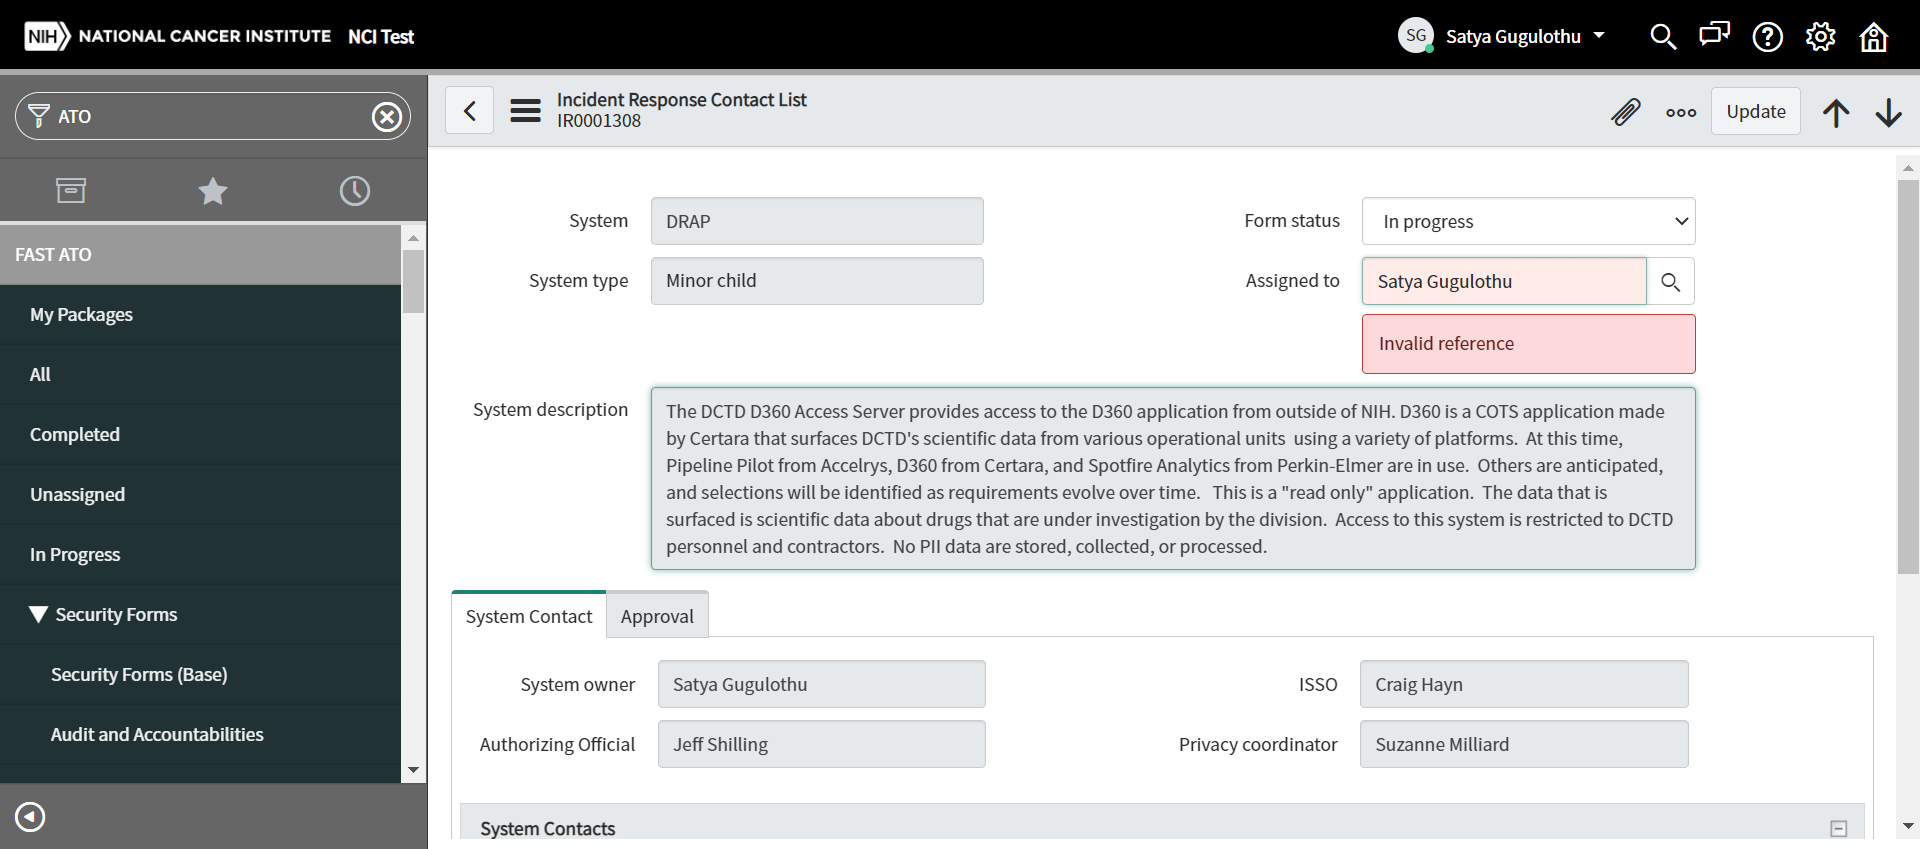 NIH NATIONAL CANCER INSTITUTE NCI Test
SG Satya Gugulothu
ATO
FAST ATO
My Packages
All
Completed
Unassigned
In Progress
Security Forms
Security Forms (Base)
Audit and Accountabilities
Incident Response Contact List
IR0001308
Update
System DRAP
Form status In progress
System type Minor child
Assigned to Satya Gugulothu
Invalid reference
System description
The DCTD D360 Access Server provides access to the D360 application from outside of NIH. D360 is a COTS application made
by Certara that surfaces DCTD's scientific data from various operational units  using a variety of platforms.  At this time,
Pipeline Pilot from Accelrys, D360 from Certara, and Spotfire Analytics from Perkin-Elmer are in use.  Others are anticipated,
and selections will be identified as requirements evolve over time.   This is a "read only" application.  The data that is
surfaced is scientific data about drugs that are under investigation by the division.  Access to this system is restricted to DCTD
personnel and contractors.  No PII data are stored, collected, or processed.
System Contact Approval
System owner Satya Gugulothu
ISSO Craig Hayn
Authorizing Official Jeff Shilling
Privacy coordinator Suzanne Milliard
System Contacts